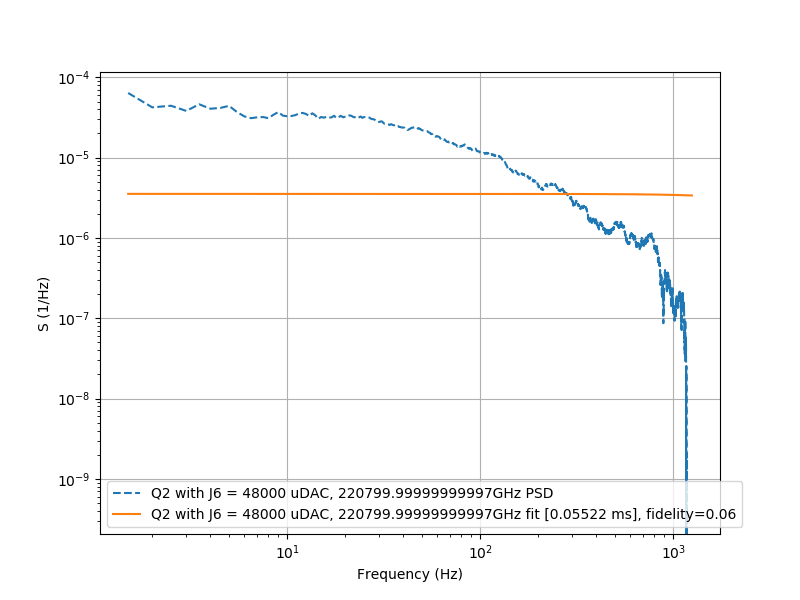 10⁻⁴
10⁻⁵
10⁻⁶
10⁻⁷
10⁻⁸
10⁻⁹
S (1/Hz)
Q2 with J6 = 48000 uDAC, 220799.99999999997GHz PSD
Q2 with J6 = 48000 uDAC, 220799.99999999997GHz fit [0.05522 ms], fidelity=0.06
10¹ 10² 10³
Frequency (Hz)